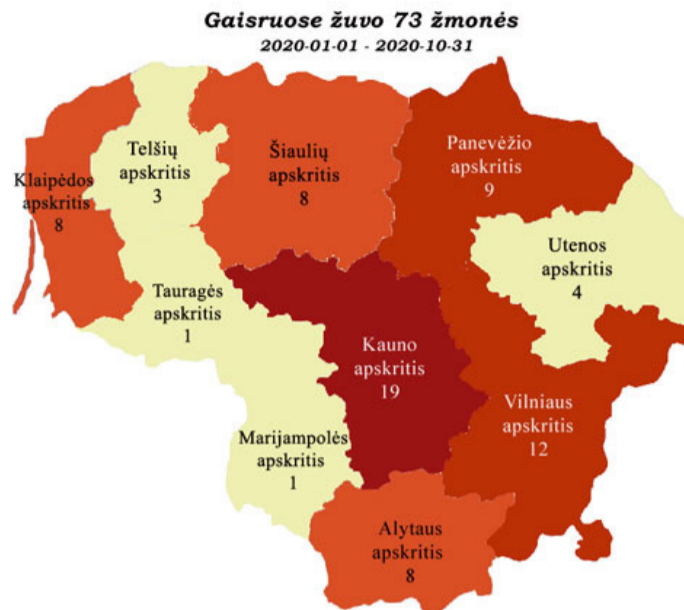 Gaisruose žuvo 73 žmonės
2020-01-01 - 2020-10-31
Telšių
apskritis
3
Šiaulių
apskritis
8
Panevėžio
apskritis
9
Klaipėdos
apskritis
8
Utenos
apskritis
4
Tauragės
apskritis
1
Kauno
apskritis
19
Vilniaus
apskritis
12
Marijampolės
apskritis
1
Alytaus
apskritis
8